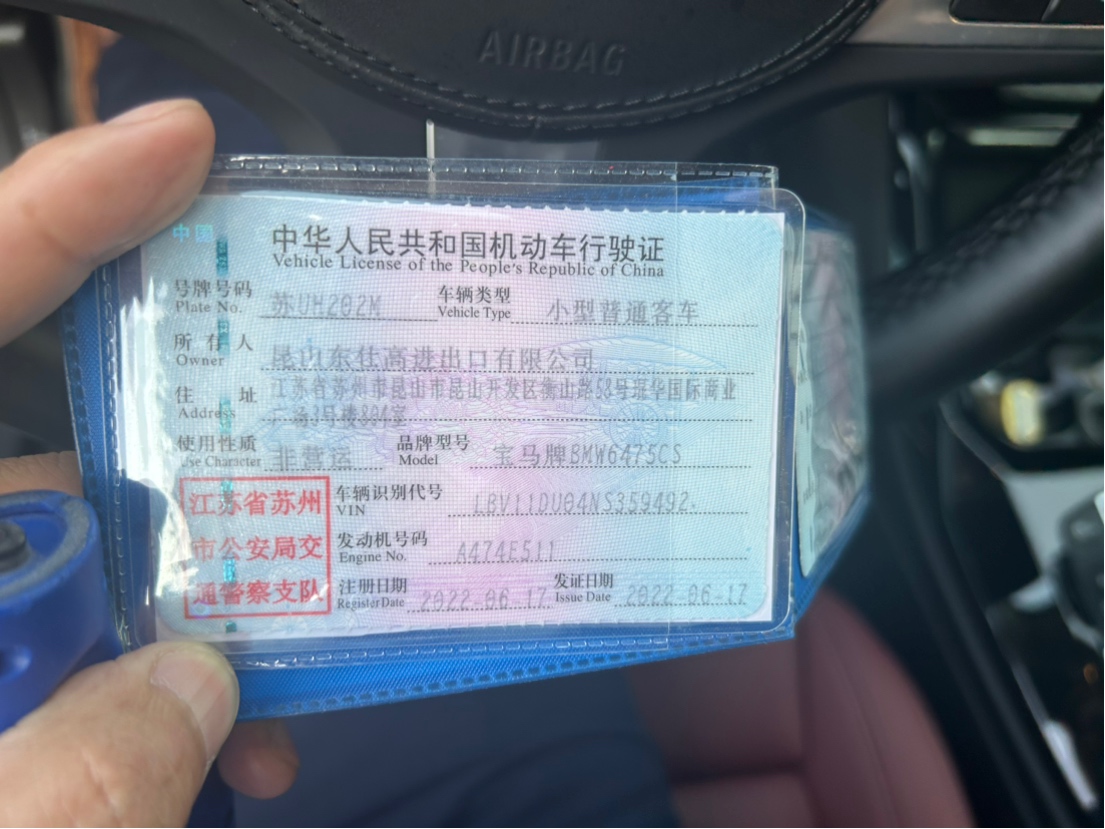 AIRBAG
中国
中华人民共和国机动车行驶证
Vehicle License of the People's Republic of China
号牌号码 Plate No. 苏UH202M 车辆类型 Vehicle Type 小型普通客车
所有人 Owner 昆山东仕高进出口有限公司
住址 Address 江苏省苏州市昆山市昆山开发区衡山路58号琨华国际商业
广场3号楼804室
使用性质 Use Character 非营运 品牌型号 Model 宝马牌BMW6475CS
车辆识别代号 VIN LBV11DU04NS359492
发动机号码 Engine No. A474E511
注册日期 Register Date 2022-06-17 发证日期 Issue Date 2022-06-17
江苏省苏州
市公安局交
通警察支队